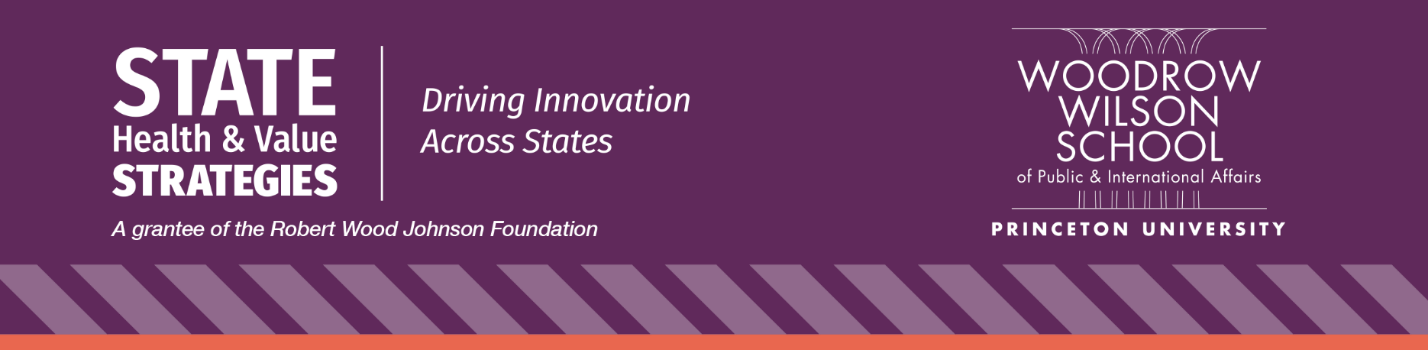 STATE
Health & Value
STRATEGIES
Driving Innovation
Across States
A grantee of the Robert Wood Johnson Foundation
WOODROW
WILSON
SCHOOL
of Public & International Affairs
PRINCETON UNIVERSITY